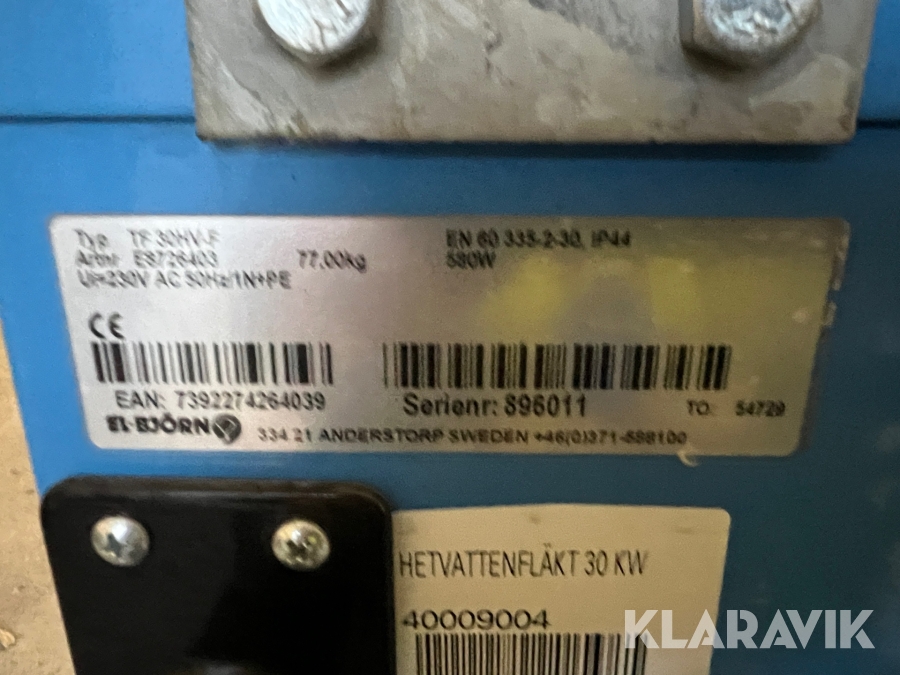 Typ. TF 30HV-F
EN 60 335-2-30, IP44
Artnr E8726403 77,00kg 580W
Un=230V AC 50Hz/1N+PE
CE
EAN: 7392274264039
Serienr: 896011
TO: 54729
EL-BJÖRN
334 21 ANDERSTORP SWEDEN +46(0)371-588100
HETVATTENFLÄKT 30 KW
40009004
KLARAVIK